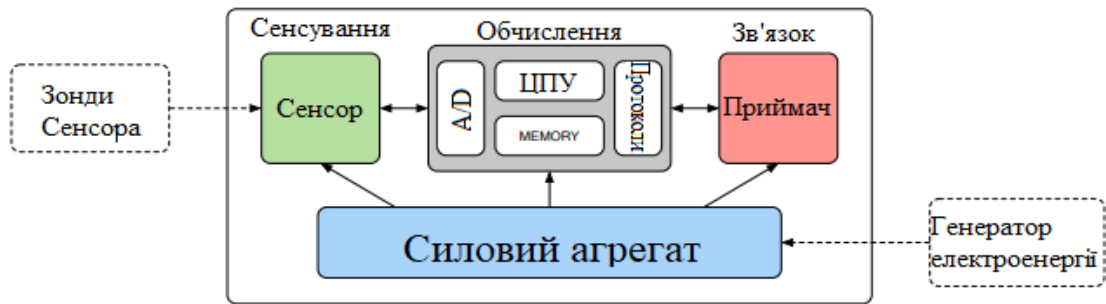 Сенсування
Обчислення
Зв'язок
Зонди
Сенсора
Сенсор
A/D
ЦПУ
MEMORY
Протоколи
Приймач
Силовий агрегат
Генератор
електроенергії